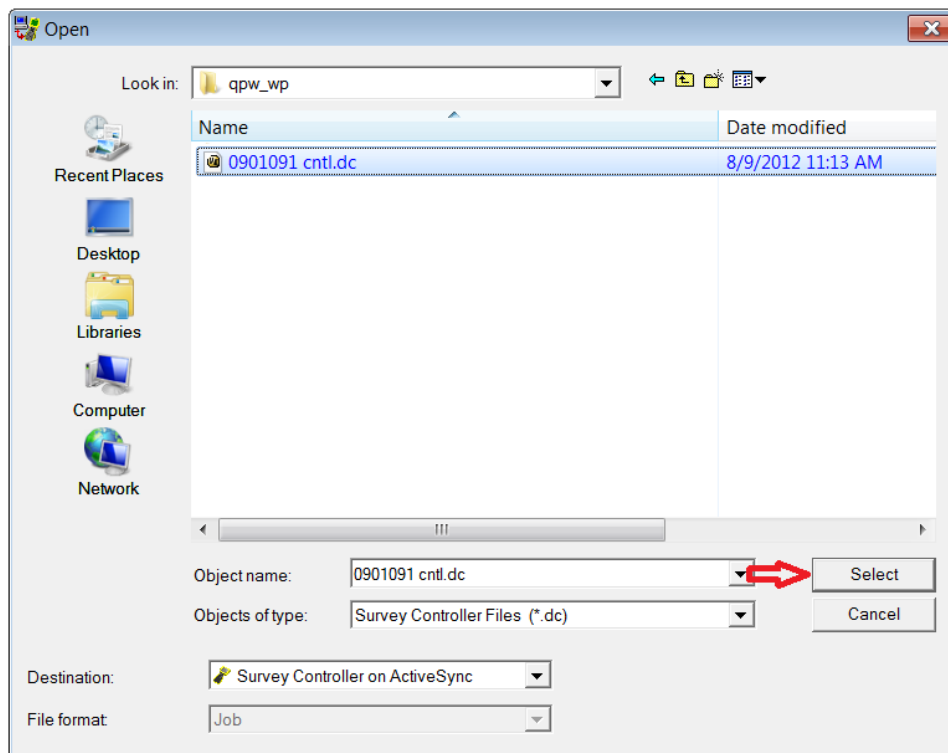 Open
Look in: qpw_wp
Name Date modified
0901091 cntl.dc 8/9/2012 11:13 AM
Recent Places
Desktop
Libraries
Computer
Network
Object name: 0901091 cntl.dc Select
Objects of type: Survey Controller Files (*.dc) Cancel
Destination: Survey Controller on ActiveSync
File format: Job